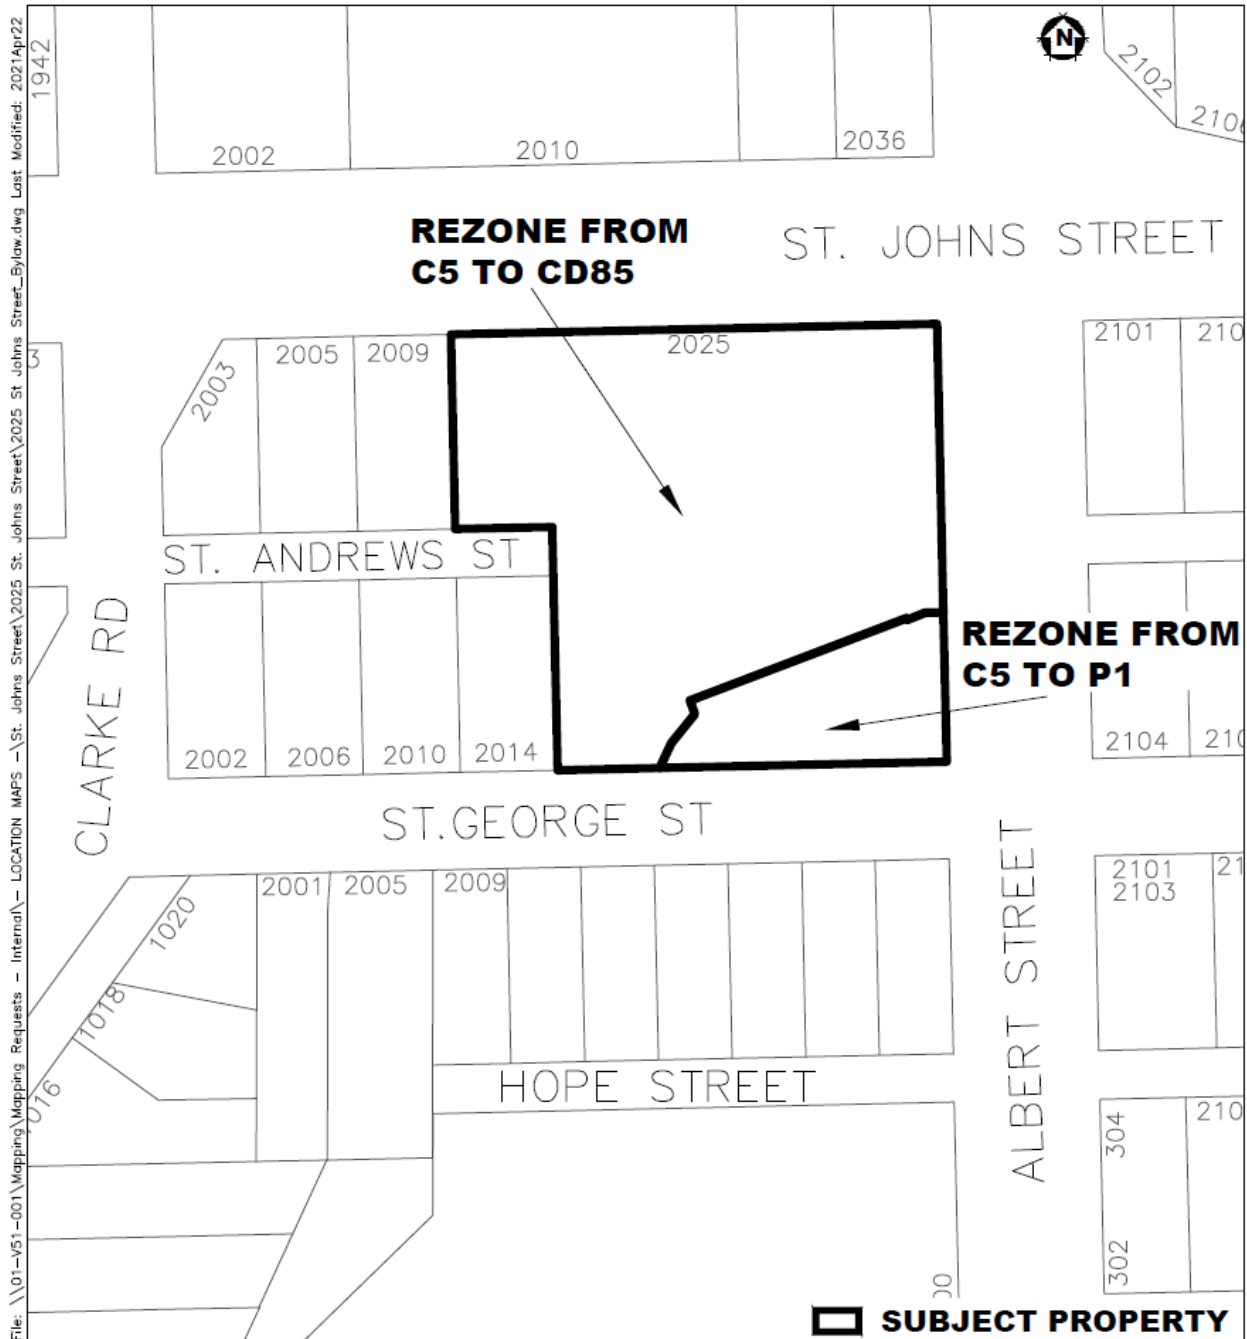 File: \\01-V51-001\Mapping\Mapping Requests - Internal\- LOCATION MAPS -\St. Johns Street\2025 St. Johns Street\2025 St Johns Street_Bylaw.dwg Last Modified: 2021Apr22
N
1942
2002
2010
2036
2102
ST. JOHNS STREET
REZONE FROM
C5 TO CD85
2003
2005
2009
2025
2101
ST. ANDREWS ST
CLARKE RD
REZONE FROM
C5 TO P1
2002
2006
2010
2014
2104
ST.GEORGE ST
ALBERT STREET
2001
2005
2009
2101
2103
1020
1018
HOPE STREET
304
302
SUBJECT PROPERTY